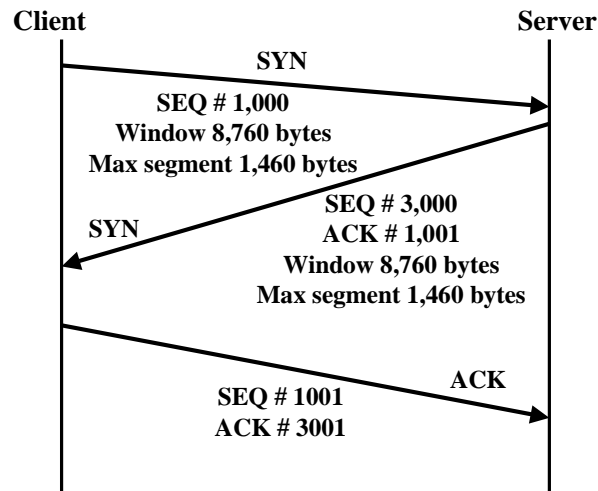 Client
Server
SYN
SEQ # 1,000
Window 8,760 bytes
Max segment 1,460 bytes
SYN
SEQ # 3,000
ACK # 1,001
Window 8,760 bytes
Max segment 1,460 bytes
ACK
SEQ # 1001
ACK # 3001